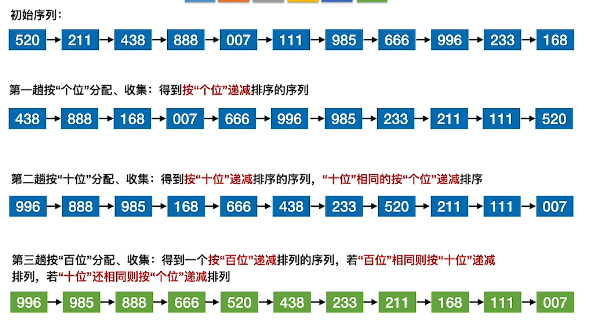 初始序列：
520 211 438 888 007 111 985 666 996 233 168
第一趟按“个位”分配、收集：得到按“个位”递减排序的序列
438 888 168 007 666 996 985 233 211 111 520
第二趟按“十位”分配、收集：得到按“十位”递减排序的序列，“十位”相同的按“个位”递减排序
996 888 985 168 666 438 233 520 211 111 007
第三趟按“百位”分配、收集：得到一个按“百位”递减排列的序列，若“百位”相同则按“十位”递减
排列，若“十位”还相同则按“个位”递减排列
996 985 888 666 520 438 233 211 168 111 007